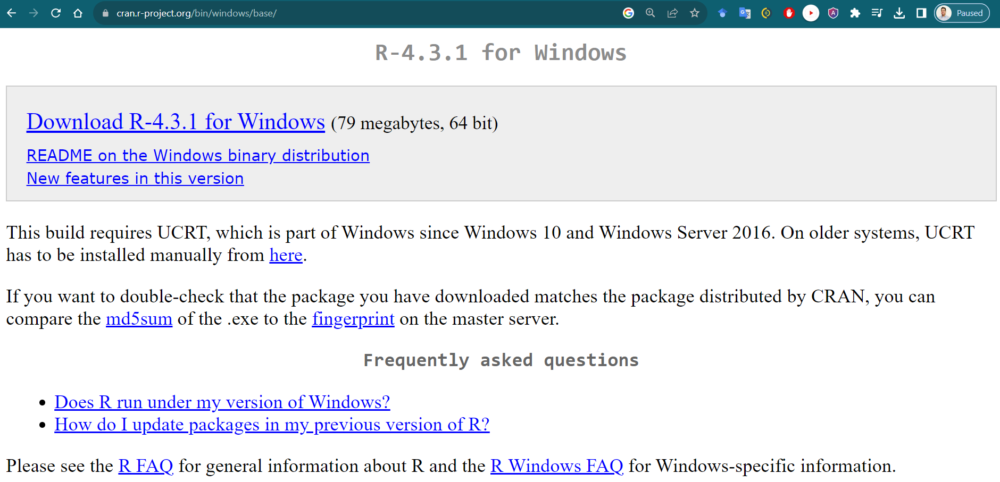 cran.r-project.org/bin/windows/base/
Paused
R-4.3.1 for Windows
Download R-4.3.1 for Windows (79 megabytes, 64 bit)
README on the Windows binary distribution
New features in this version
This build requires UCRT, which is part of Windows since Windows 10 and Windows Server 2016. On older systems, UCRT
has to be installed manually from here.
If you want to double-check that the package you have downloaded matches the package distributed by CRAN, you can
compare the md5sum of the .exe to the fingerprint on the master server.
Frequently asked questions
• Does R run under my version of Windows?
• How do I update packages in my previous version of R?
Please see the R FAQ for general information about R and the R Windows FAQ for Windows-specific information.